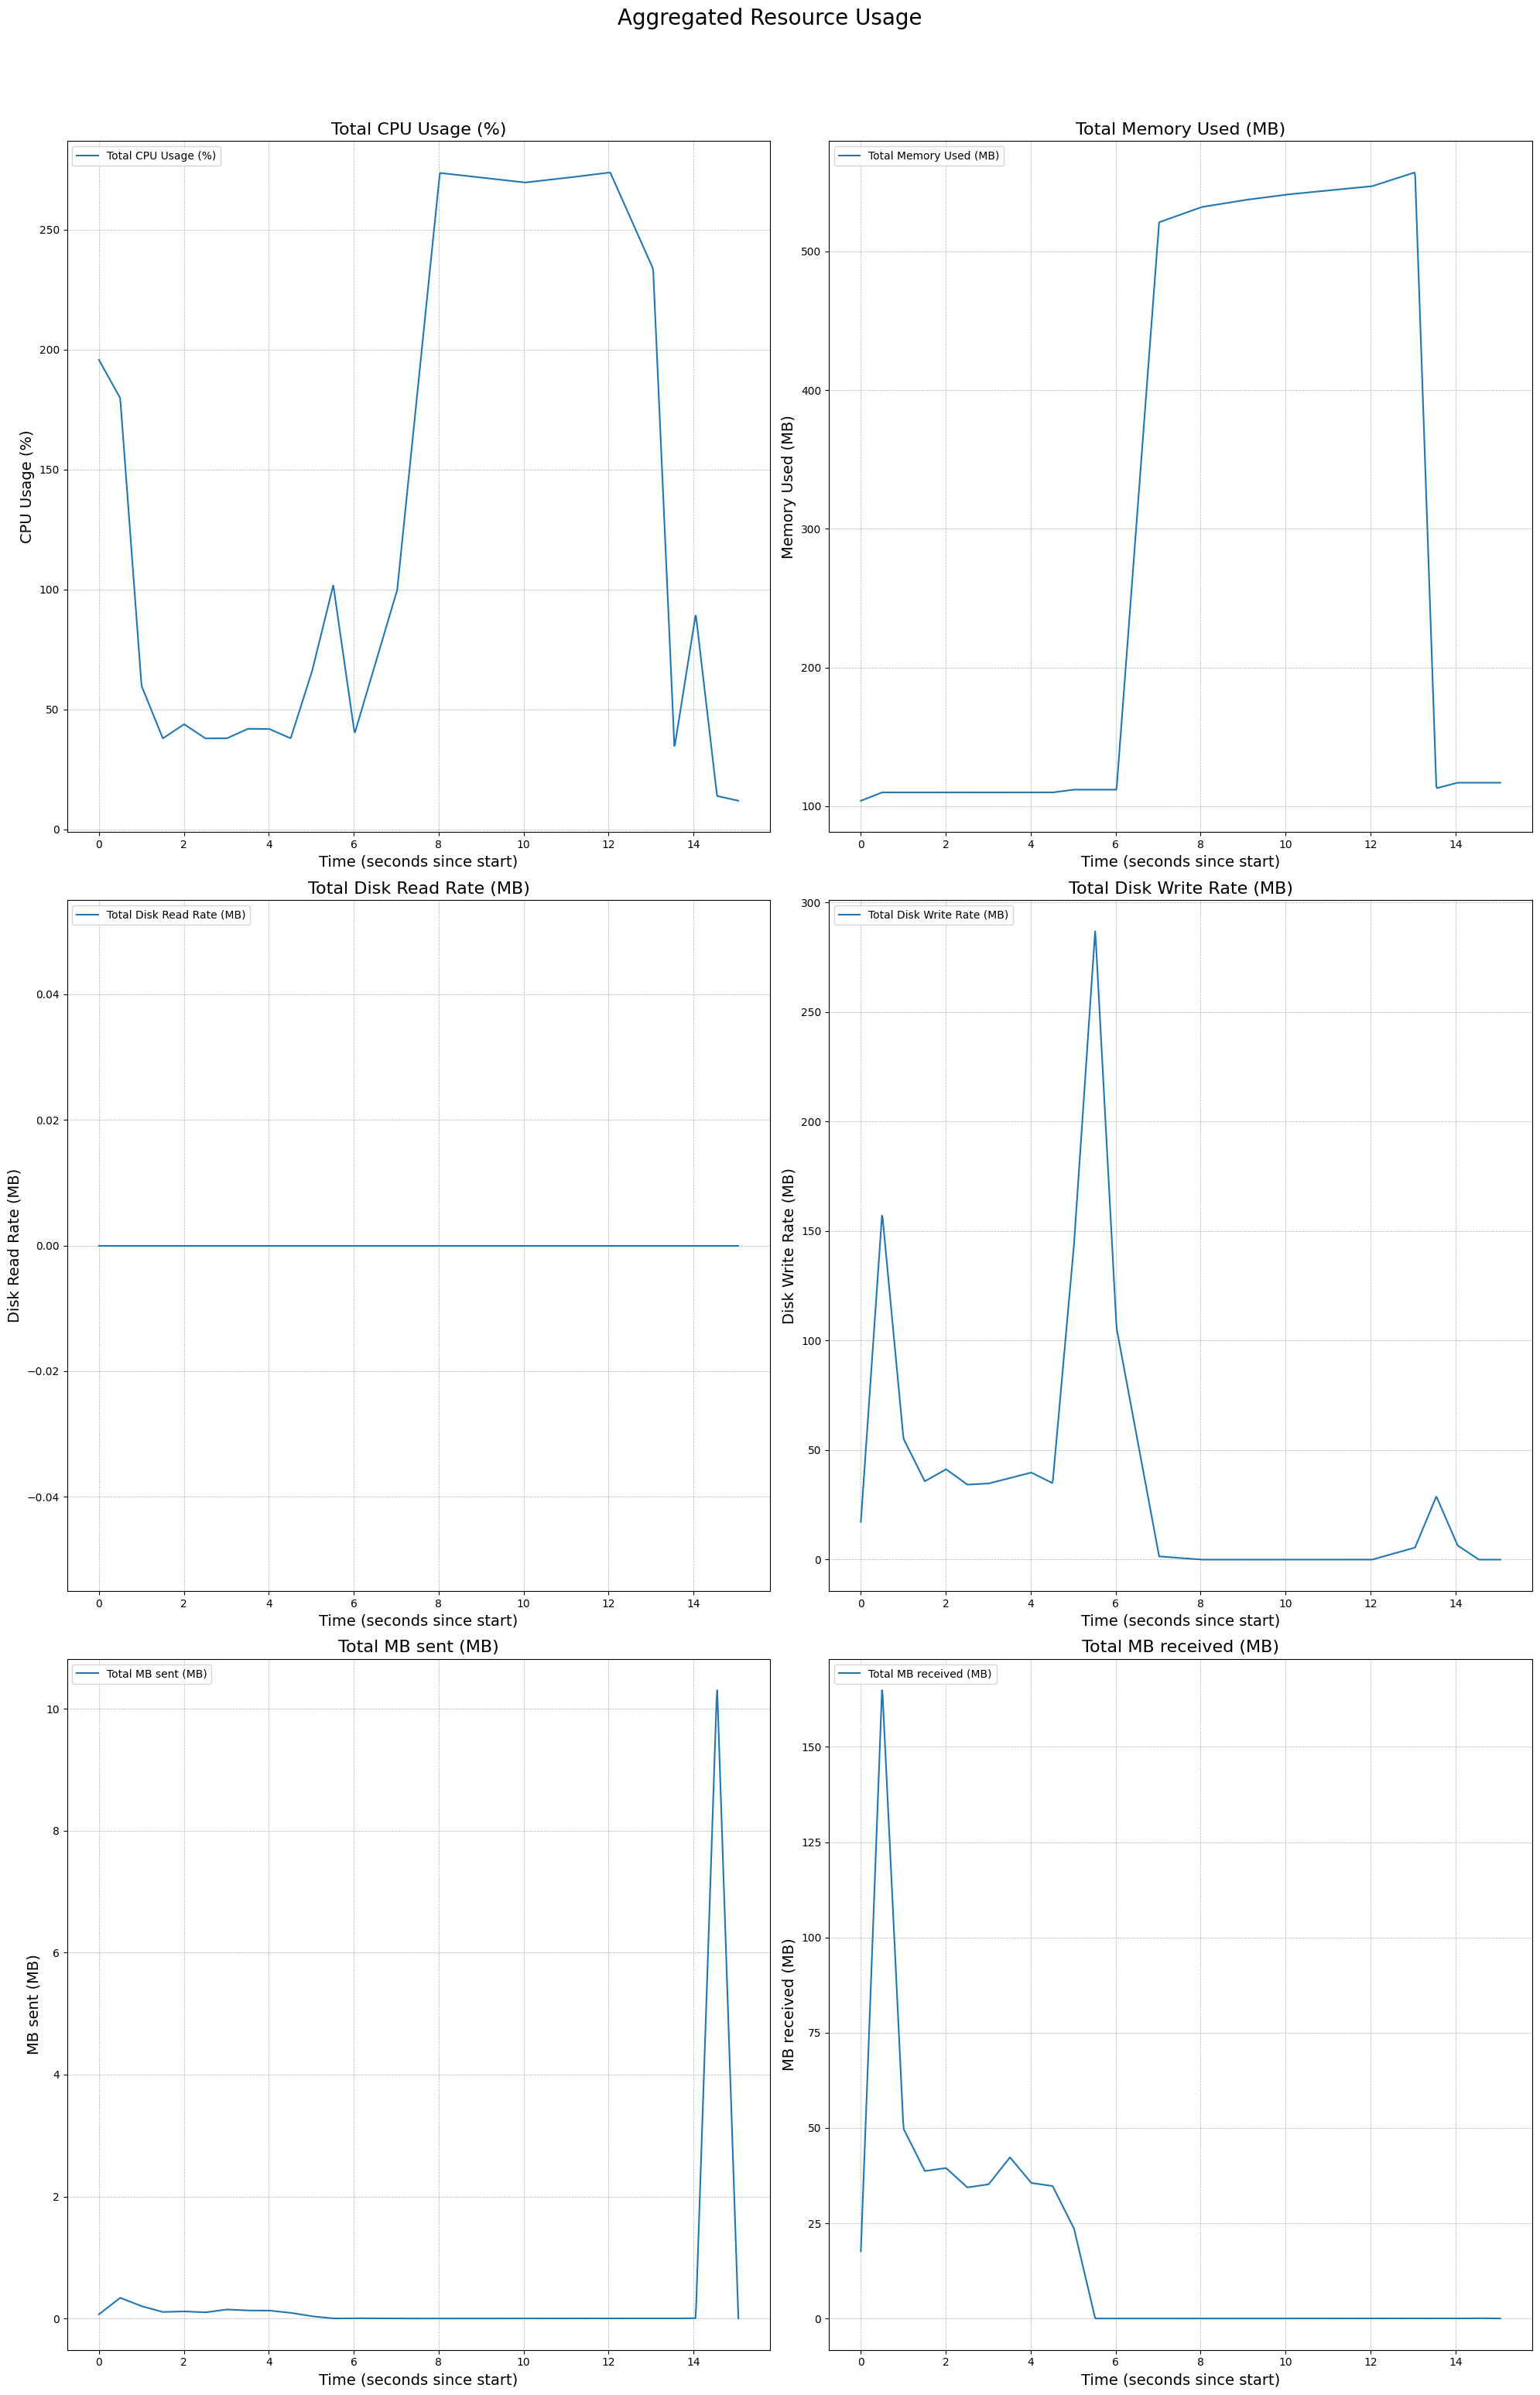 Aggregated Resource Usage
Total CPU Usage (%)
Total CPU Usage (%)
CPU Usage (%)
250
200
150
100
50
0
0 2 4 6 8 10 12 14
Time (seconds since start)
Total Memory Used (MB)
Total Memory Used (MB)
Memory Used (MB)
500
400
300
200
100
0 2 4 6 8 10 12 14
Time (seconds since start)
Total Disk Read Rate (MB)
Total Disk Read Rate (MB)
Disk Read Rate (MB)
0.04
0.02
0.00
−0.02
−0.04
0 2 4 6 8 10 12 14
Time (seconds since start)
Total Disk Write Rate (MB)
Total Disk Write Rate (MB)
Disk Write Rate (MB)
300
250
200
150
100
50
0
0 2 4 6 8 10 12 14
Time (seconds since start)
Total MB sent (MB)
Total MB sent (MB)
MB sent (MB)
10
8
6
4
2
0
0 2 4 6 8 10 12 14
Time (seconds since start)
Total MB received (MB)
Total MB received (MB)
MB received (MB)
150
125
100
75
50
25
0
0 2 4 6 8 10 12 14
Time (seconds since start)